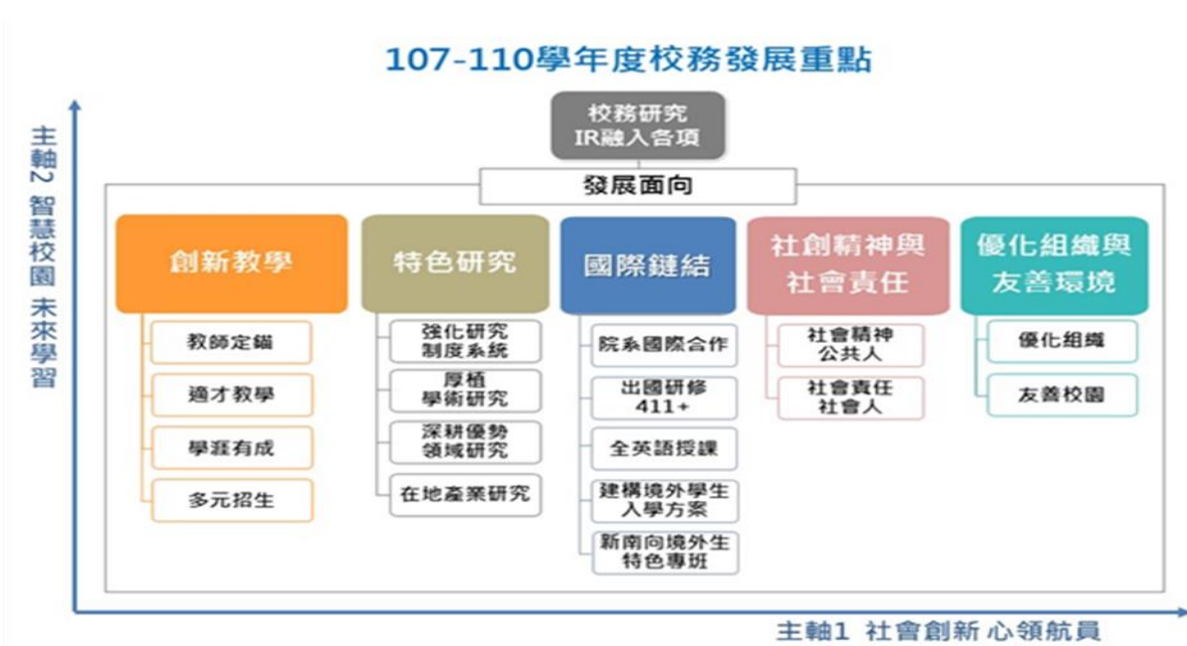 107-110學年度校務發展重點
校務研究
IR融入各項
發展面向
主軸2 智慧校園 未來學習
創新教學
教師定錨
適才教學
學涯有成
多元招生
特色研究
強化研究
制度系統
厚植
學術研究
深耕優勢
領域研究
在地產業研究
國際鏈結
院系國際合作
出國研修
411+
全英語授課
建構境外學生
入學方案
新南向境外生
特色專班
社創精神與
社會責任
社會精神
公共人
社會責任
社會人
優化組織與
友善環境
優化組織
友善校園
主軸1 社會創新 心領航員